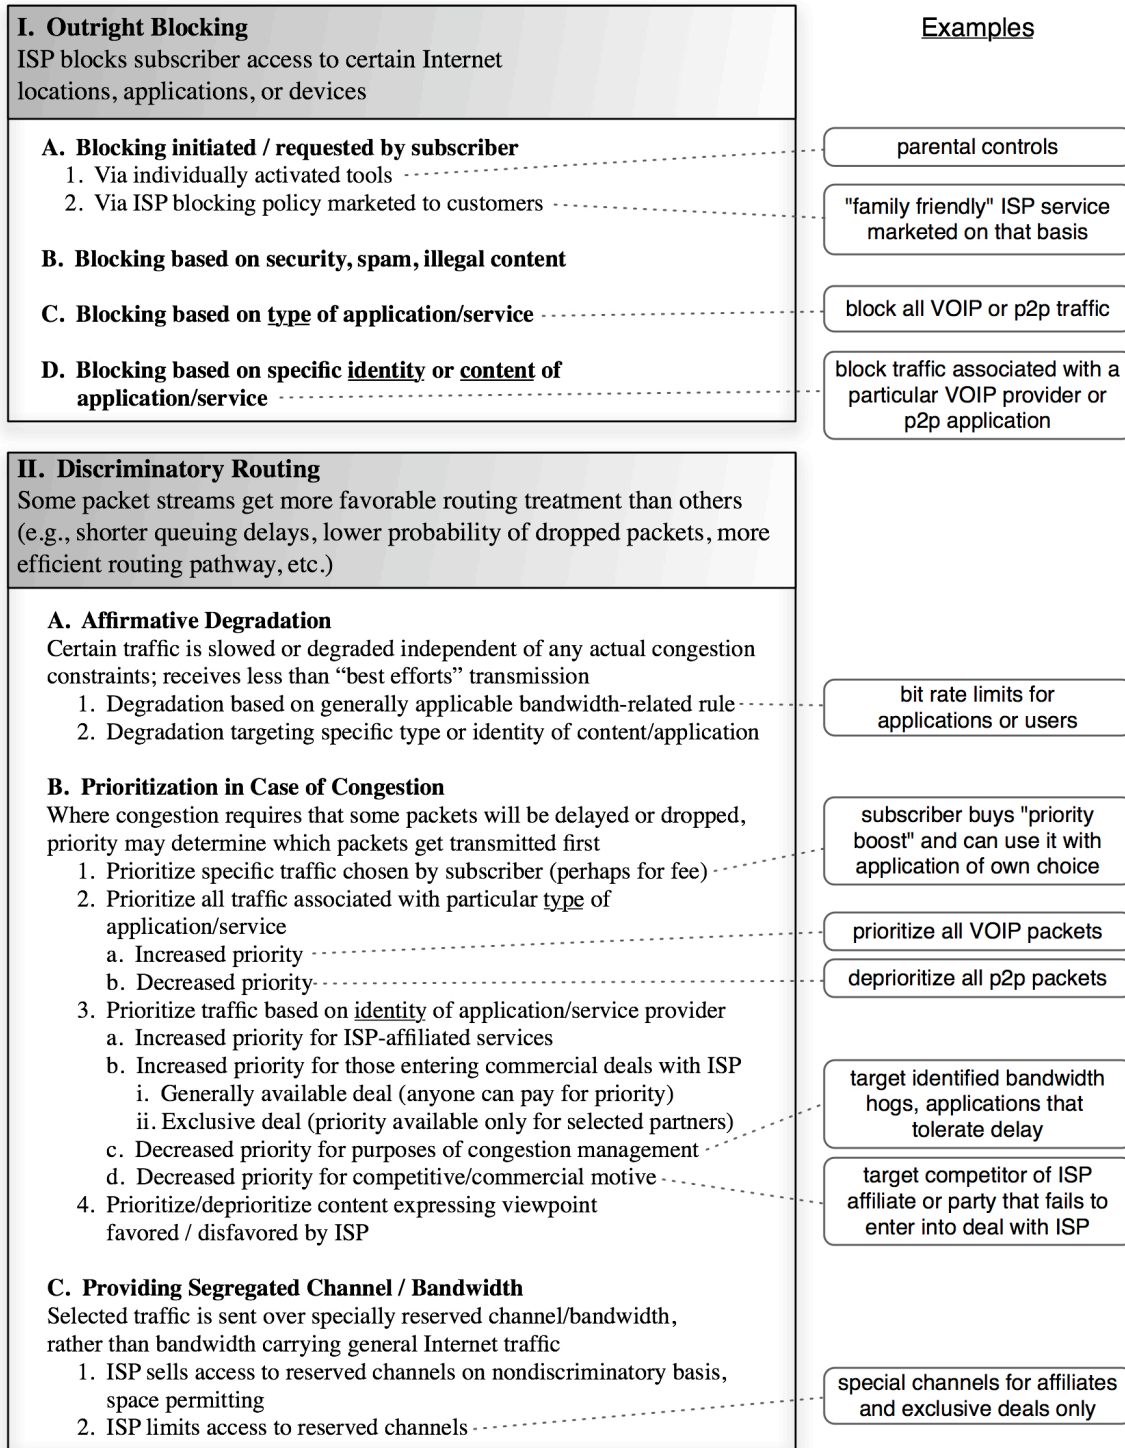 I. Outright Blocking
ISP blocks subscriber access to certain Internet
locations, applications, or devices
Examples
A. Blocking initiated / requested by subscriber
1. Via individually activated tools
parental controls
2. Via ISP blocking policy marketed to customers
"family friendly" ISP service
marketed on that basis
B. Blocking based on security, spam, illegal content
C. Blocking based on type of application/service
block all VOIP or p2p traffic
D. Blocking based on specific identity or content of
application/service
block traffic associated with a
particular VOIP provider or
p2p application
II. Discriminatory Routing
Some packet streams get more favorable routing treatment than others
(e.g., shorter queuing delays, lower probability of dropped packets, more
efficient routing pathway, etc.)
A. Affirmative Degradation
Certain traffic is slowed or degraded independent of any actual congestion
constraints; receives less than “best efforts” transmission
1. Degradation based on generally applicable bandwidth-related rule
bit rate limits for
applications or users
2. Degradation targeting specific type or identity of content/application
B. Prioritization in Case of Congestion
Where congestion requires that some packets will be delayed or dropped,
priority may determine which packets get transmitted first
1. Prioritize specific traffic chosen by subscriber (perhaps for fee)
subscriber buys "priority
boost" and can use it with
application of own choice
2. Prioritize all traffic associated with particular type of
application/service
a. Increased priority
prioritize all VOIP packets
b. Decreased priority
deprioritize all p2p packets
3. Prioritize traffic based on identity of application/service provider
a. Increased priority for ISP-affiliated services
b. Increased priority for those entering commercial deals with ISP
i. Generally available deal (anyone can pay for priority)
ii. Exclusive deal (priority available only for selected partners)
c. Decreased priority for purposes of congestion management
target identified bandwidth
hogs, applications that
tolerate delay
d. Decreased priority for competitive/commercial motive
target competitor of ISP
affiliate or party that fails to
enter into deal with ISP
4. Prioritize/deprioritize content expressing viewpoint
favored / disfavored by ISP
C. Providing Segregated Channel / Bandwidth
Selected traffic is sent over specially reserved channel/bandwidth,
rather than bandwidth carrying general Internet traffic
1. ISP sells access to reserved channels on nondiscriminatory basis,
space permitting
2. ISP limits access to reserved channels
special channels for affiliates
and exclusive deals only